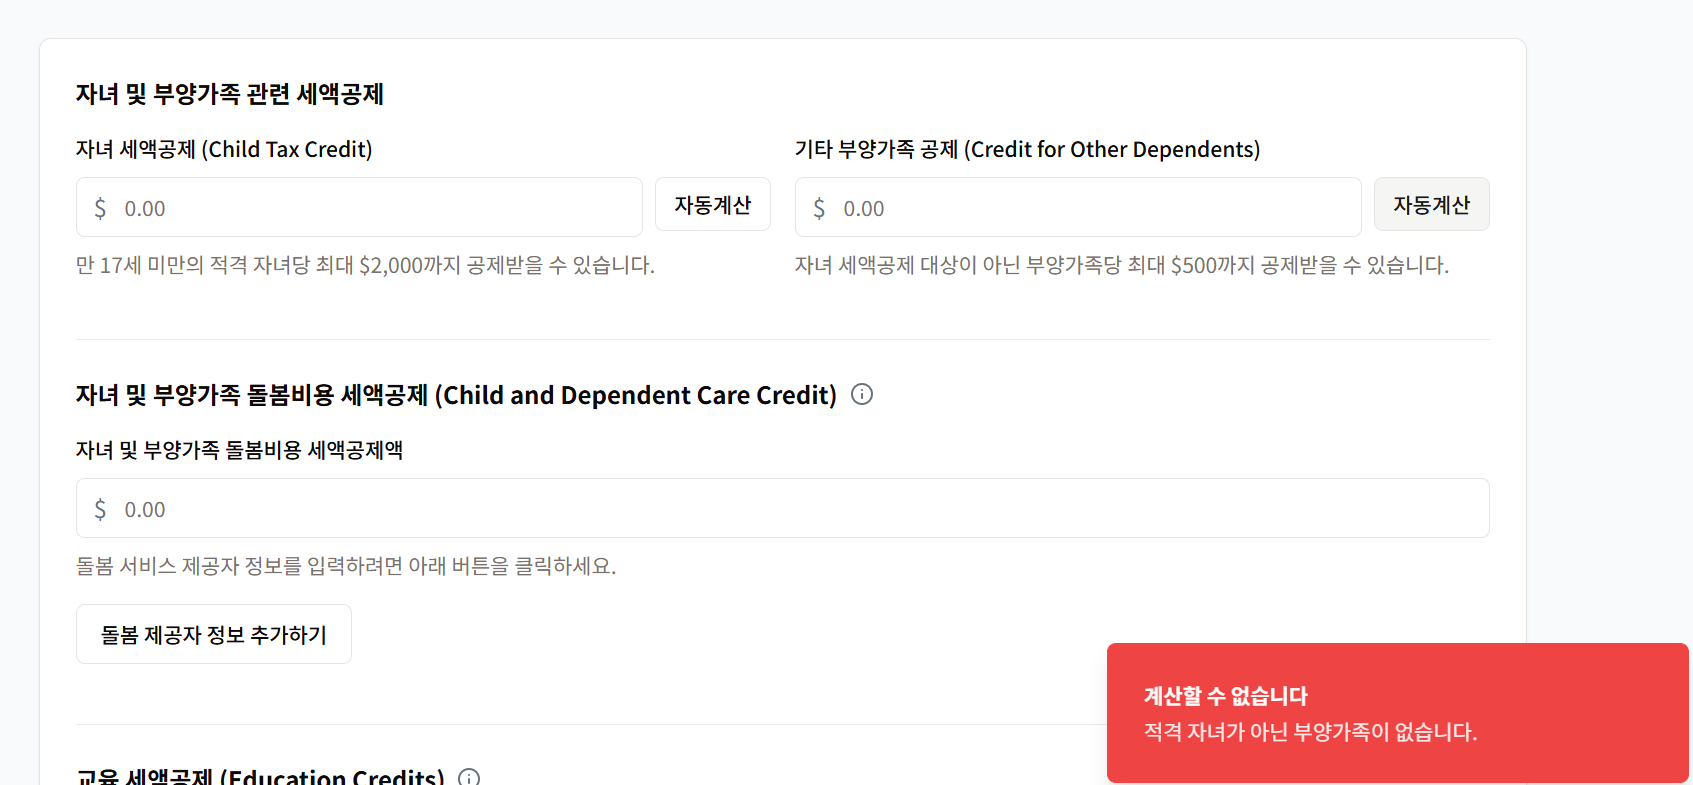 자녀 및 부양가족 관련 세액공제
자녀 세액공제 (Child Tax Credit)
$ 0.00
자동계산
만 17세 미만의 적격 자녀당 최대 $2,000까지 공제받을 수 있습니다.
기타 부양가족 공제 (Credit for Other Dependents)
$ 0.00
자동계산
자녀 세액공제 대상이 아닌 부양가족당 최대 $500까지 공제받을 수 있습니다.
자녀 및 부양가족 돌봄비용 세액공제 (Child and Dependent Care Credit)
자녀 및 부양가족 돌봄비용 세액공제액
$ 0.00
돌봄 서비스 제공자 정보를 입력하려면 아래 버튼을 클릭하세요.
돌봄 제공자 정보 추가하기
교육 세액공제 (Education Credits)
계산할 수 없습니다
적격 자녀가 아닌 부양가족이 없습니다.